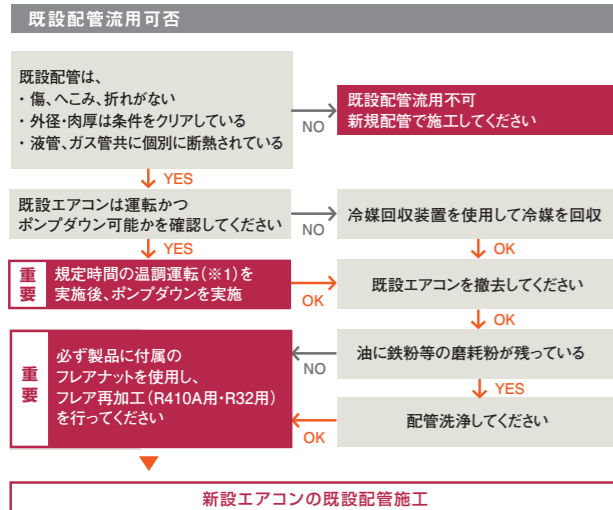 既設配管流用可否
既設配管は、
・傷、へこみ、折れがない
・外径・肉厚は条件をクリアしている
・液管、ガス管共に個別に断熱されている
NO
既設配管流用不可
新規配管で施工してください
YES
既設エアコンは運転かつ
ポンプダウン可能かを確認してください
NO
冷媒回収装置を使用して冷媒を回収
YES
OK
重要
規定時間の温調運転(※1)を
実施後、ポンプダウンを実施
OK
既設エアコンを撤去してください
OK
重要
必ず製品に付属の
フレアナットを使用し、
フレア再加工(R410A用・R32用)
を行ってください
NO
油に鉄粉等の磨耗粉が残っている
YES
OK
配管洗浄してください
新設エアコンの既設配管施工